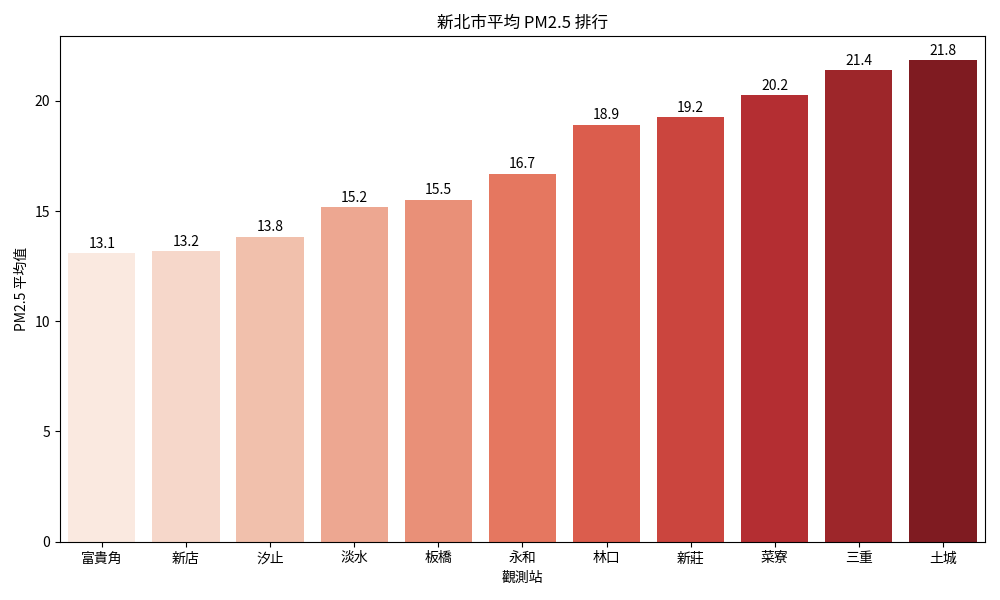 新北市平均 PM2.5 排行
PM2.5 平均值
20
15
10
5
0
13.1
13.2
13.8
15.2
15.5
16.7
18.9
19.2
20.2
21.4
21.8
富貴角
新店
汐止
淡水
板橋
永和
林口
新莊
菜寮
三重
土城
觀測站